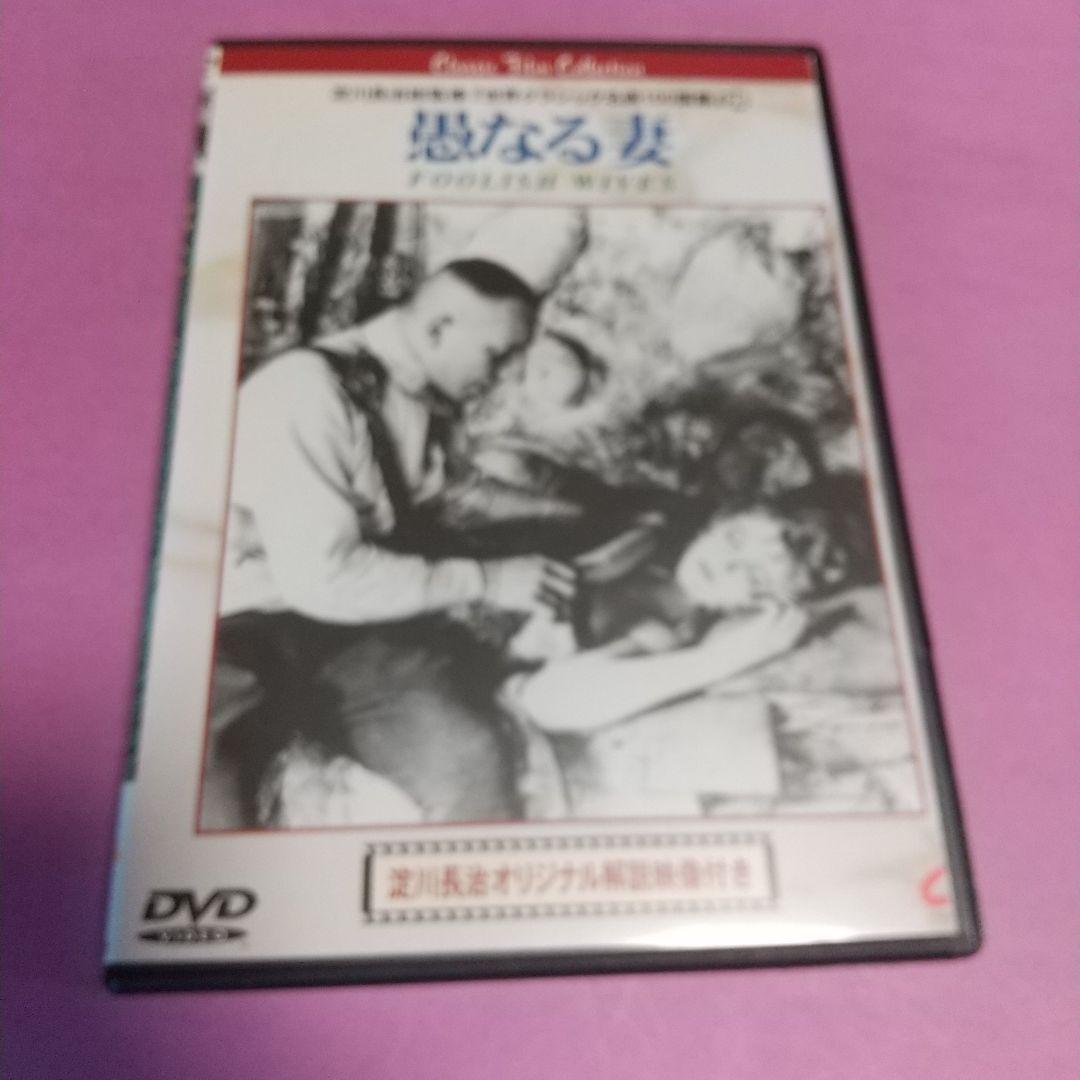 Classic Film Collection
愚なる妻
FOOLISH WIVES
淀川長治オリジナル解説映像付き
DVD
VIDEO
C